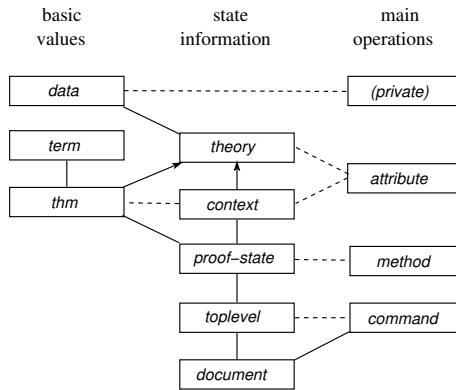 basic values
state information
main operations
data
(private)
term
theory
attribute
thm
context
proof−state
method
toplevel
command
document